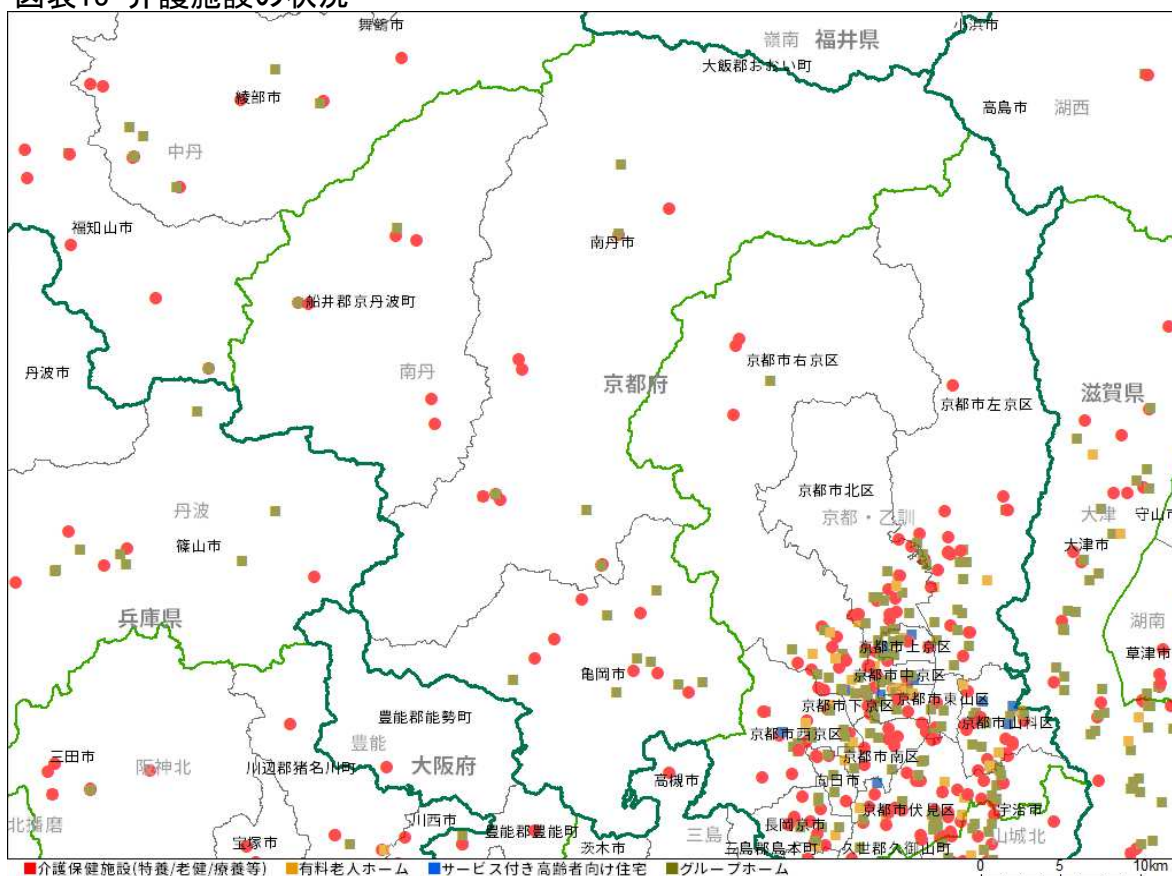 図表10 介護施設の状況
舞鶴市
小浜市
嶺南 福井県
大飯郡おおい町
綾部市
高島市
湖西
中丹
福知山市
南丹市
船井郡京丹波町
京都市右京区
丹波市
南丹
京都府
滋賀県
京都市左京区
京都市北区
丹波
京都・乙訓
大津
守山市
篠山市
大津市
兵庫県
湖南
京都市上京区
草津市
亀岡市
京都市中京区
京都市東山区
京都市下京区
豊能郡能勢町
京都市山科区
京都市西京区
豊能
三田市
阪神北
川辺郡猪名川町
大阪府
京都市南区
高槻市
向日市
京都市伏見区
宇治市
北播磨
川西市
豊能郡豊能町
長岡京市
三島
山城北
宝塚市
茨木市
三島郡島本町
久世郡久御山町
■介護保健施設(特養/老健/療養等) ■有料老人ホーム ■サービス付き高齢者向け住宅 ■グループホーム
0 5 10km